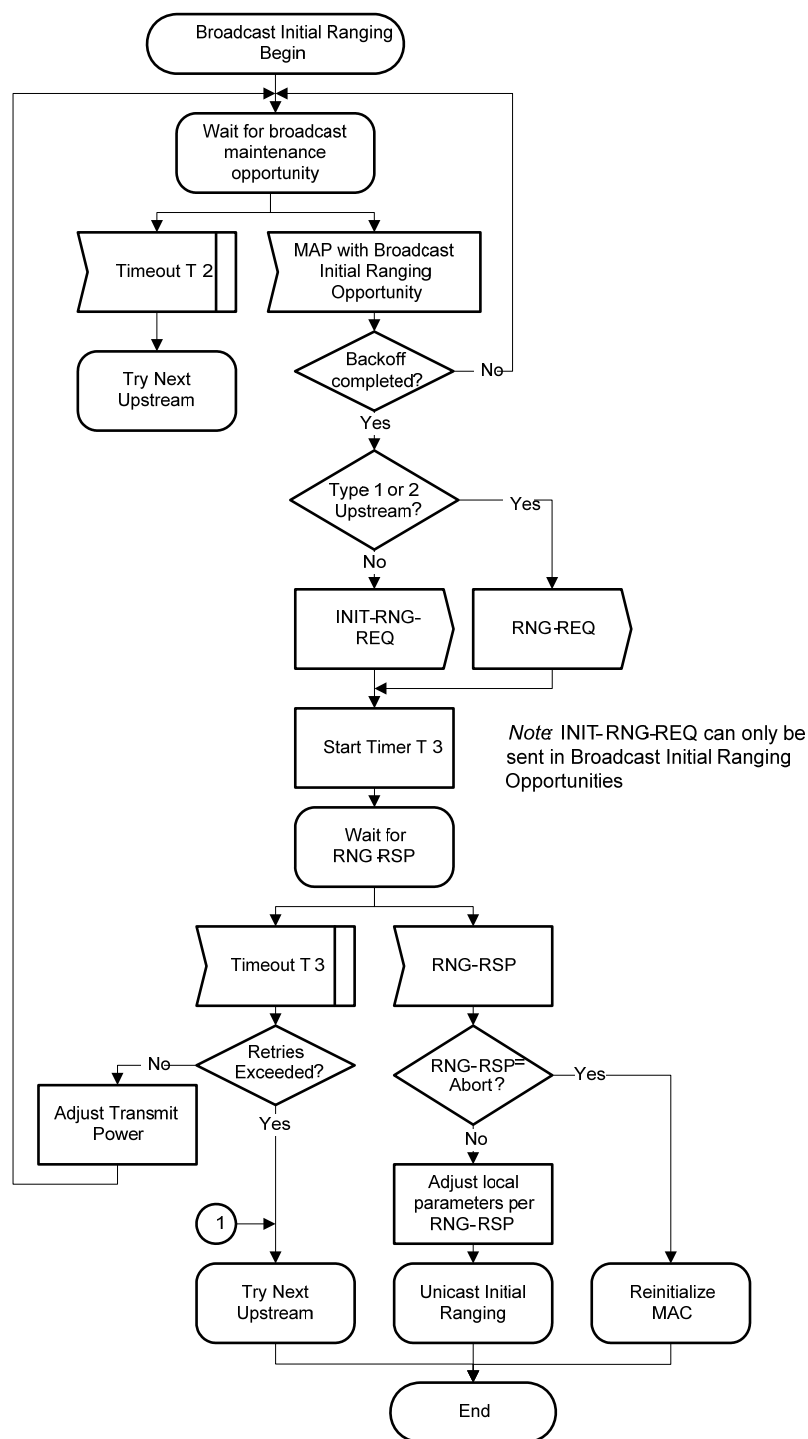 Broadcast Initial Ranging
Begin
Wait for broadcast
maintenance
opportunity
Timeout T 2
MAP with Broadcast
Initial Ranging
Opportunity
Try Next
Upstream
Backoff
completed?
No
Yes
Type 1 or 2
Upstream?
Yes
No
INIT-RNG-
REQ
RNG-REQ
Start Timer T 3
Note: INIT-RNG-REQ can only be
sent in Broadcast Initial Ranging
Opportunities
Wait for
RNG-RSP
Timeout T 3
RNG-RSP
Retries
Exceeded?
No
Yes
RNG-RSP=
Abort?
Yes
No
Adjust Transmit
Power
Adjust local
parameters per
RNG-RSP
1
Try Next
Upstream
Unicast Initial
Ranging
Reinitialize
MAC
End